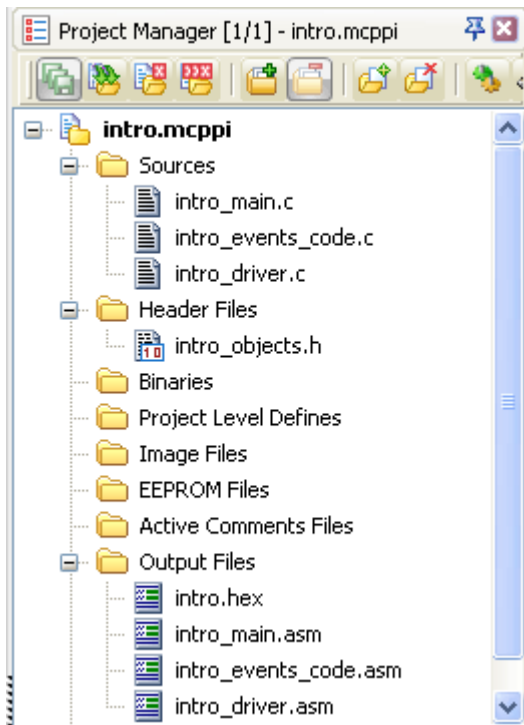 Project Manager [1/1] - intro.mcppi
intro.mcppi
Sources
intro_main.c
intro_events_code.c
intro_driver.c
Header Files
intro_objects.h
Binaries
Project Level Defines
Image Files
EEPROM Files
Active Comments Files
Output Files
intro.hex
intro_main.asm
intro_events_code.asm
intro_driver.asm